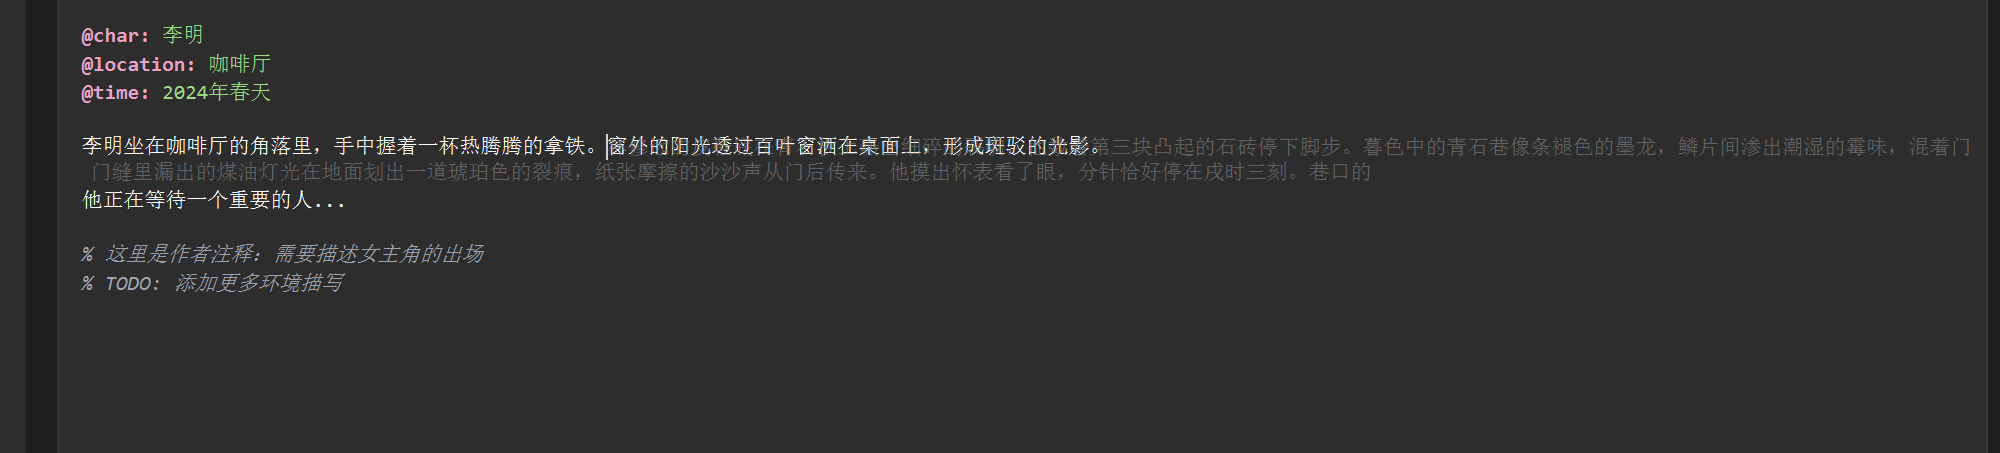 @char: 李明
@location: 咖啡厅
@time: 2024年春天
李明坐在咖啡厅的角落里，手中握着一杯热腾腾的拿铁。窗外的阳光透过百叶窗洒在桌面上，形成斑驳的光影。第三块凸起的石砖停下脚步。暮色中的青石巷像条褪色的墨龙，鳞片间渗出潮湿的霉味，混着门
门缝里漏出的煤油灯光在地面划出一道琥珀色的裂痕，纸张摩擦的沙沙声从门后传来。他摸出怀表看了眼，分针恰好停在戌时三刻。巷口的
他正在等待一个重要的人...
% 这里是作者注释：需要描述女主角的出场
% TODO: 添加更多环境描写